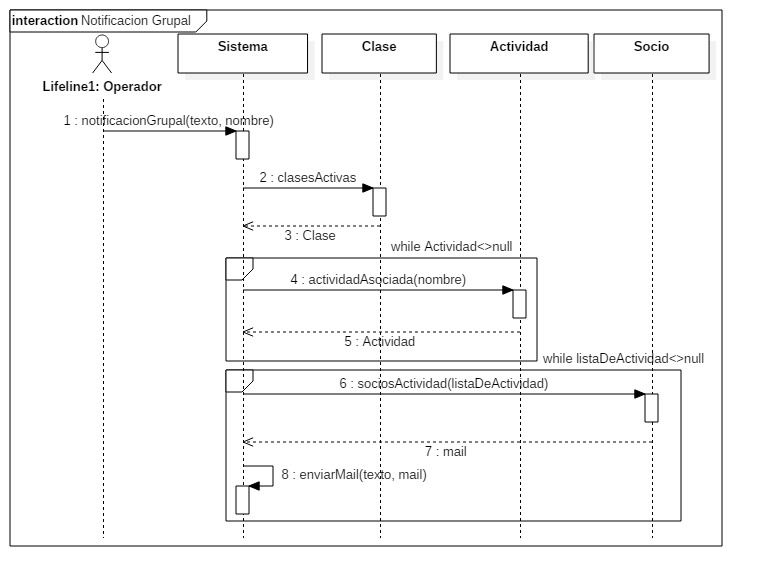 interaction Notificacion Grupal
Sistema
Clase
Actividad
Socio
Lifeline1: Operador
1 : notificacionGrupal(texto, nombre)
2 : clasesActivas
3 : Clase
while Actividad<>null
4 : actividadAsociada(nombre)
5 : Actividad
while listaDeActividad<>null
6 : sociosActividad(listaDeActividad)
7 : mail
8 : enviarMail(texto, mail)